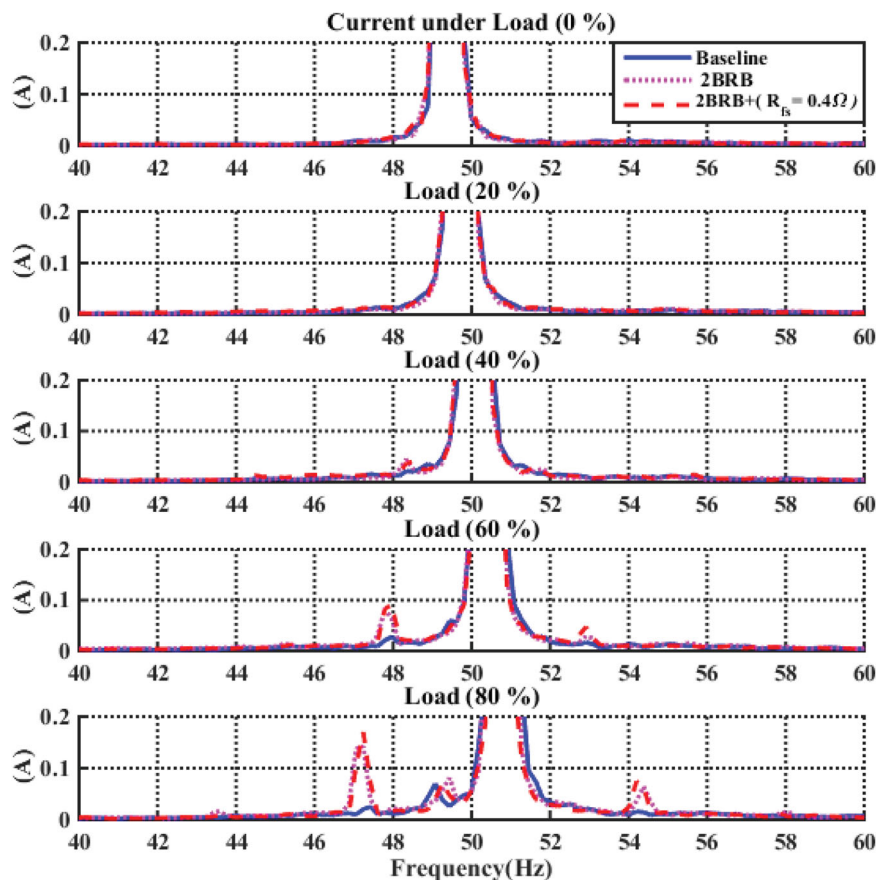 Current under Load (0 %)
0.2
0.1
0
(A)
Baseline
2BRB
2BRB+( R_fs = 0.4Ω )
40 42 44 46 48 50 52 54 56 58 60
Load (20 %)
0.2
0.1
0
(A)
40 42 44 46 48 50 52 54 56 58 60
Load (40 %)
0.2
0.1
0
(A)
40 42 44 46 48 50 52 54 56 58 60
Load (60 %)
0.2
0.1
0
(A)
40 42 44 46 48 50 52 54 56 58 60
Load (80 %)
0.2
0.1
0
(A)
40 42 44 46 48 50 52 54 56 58 60
Frequency(Hz)